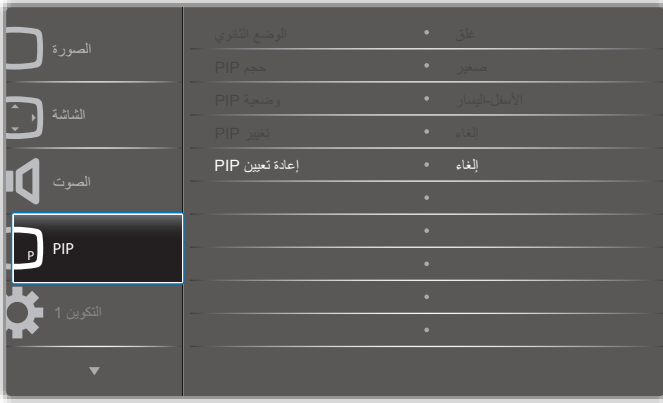 الصورة
الشاشة
الصوت
P PIP
التكوين 1
الوضع الثانوي • غلق
حجم PIP • صغير
وضعية PIP • الأسفل-اليسار
تغيير PIP • الغاء
إعادة تعيين PIP • إلغاء